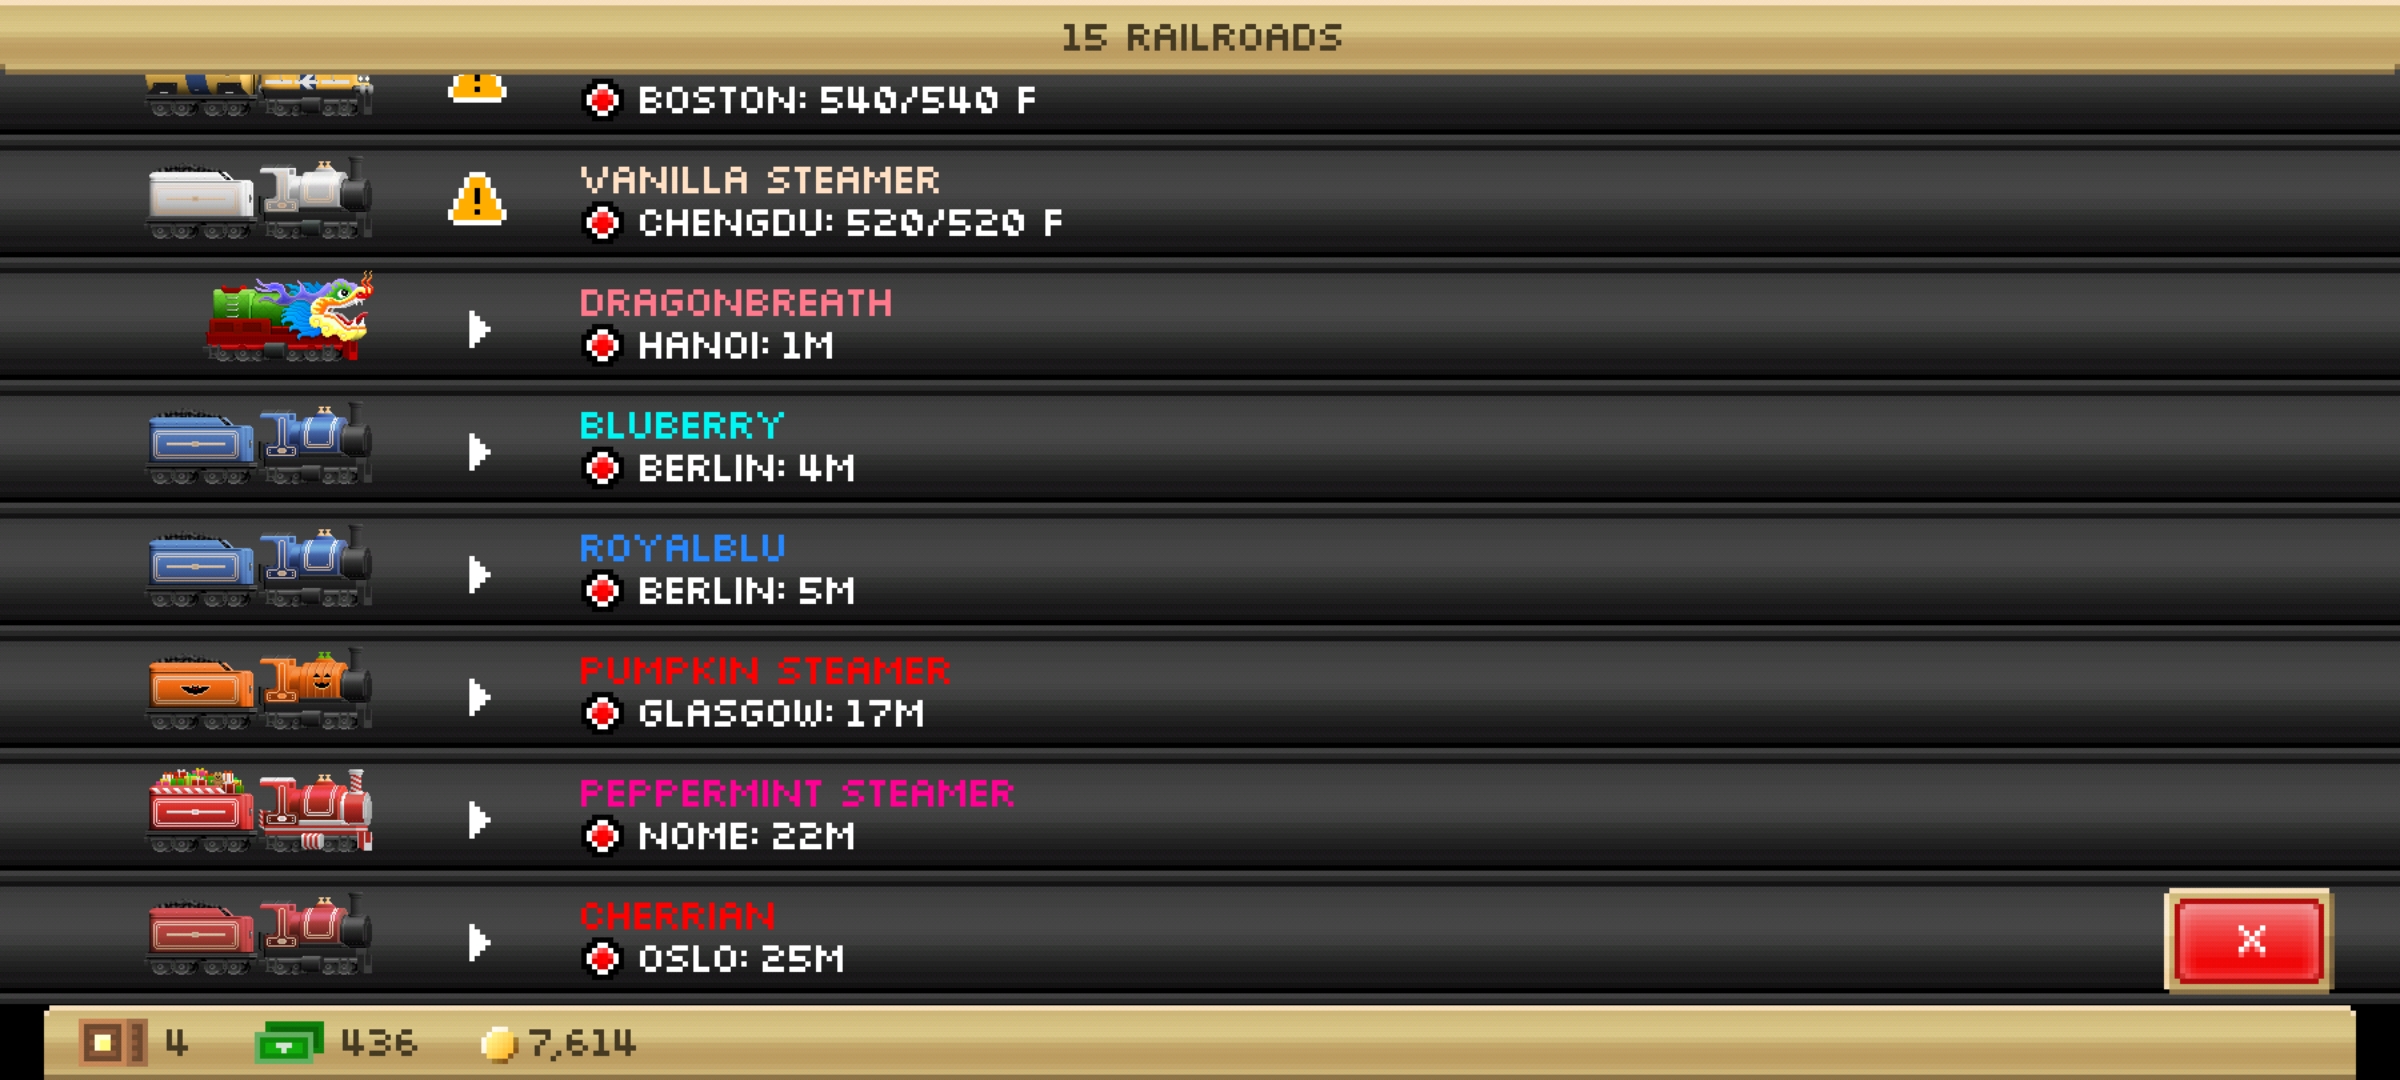 15 RAILROADS
BOSTON: 540/540 F
VANILLA STEAMER
CHENGDU: 520/520 F
DRAGONBREATH
HANOI: 1M
BLUBERRY
BERLIN: 4M
ROYALBLU
BERLIN: 5M
PUMPKIN STEAMER
GLASGOW: 17M
PEPPERMINT STEAMER
NOME: 22M
CHERRIAN
OSLO: 25M
X
4 436 7,614